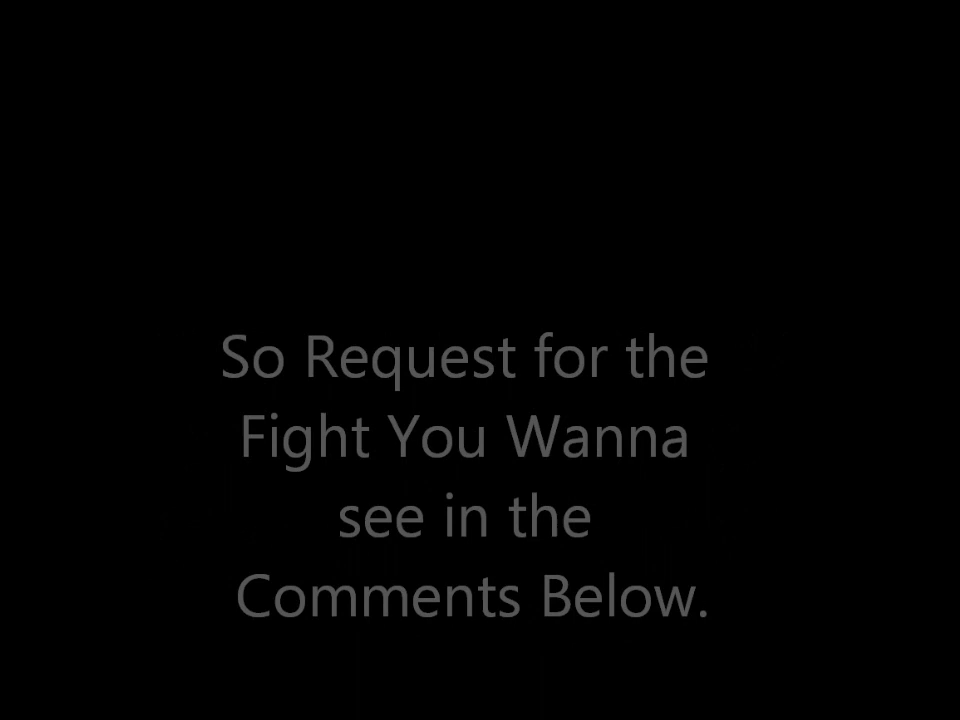 So Request for the
Fight You Wanna
see in the
Comments Below.